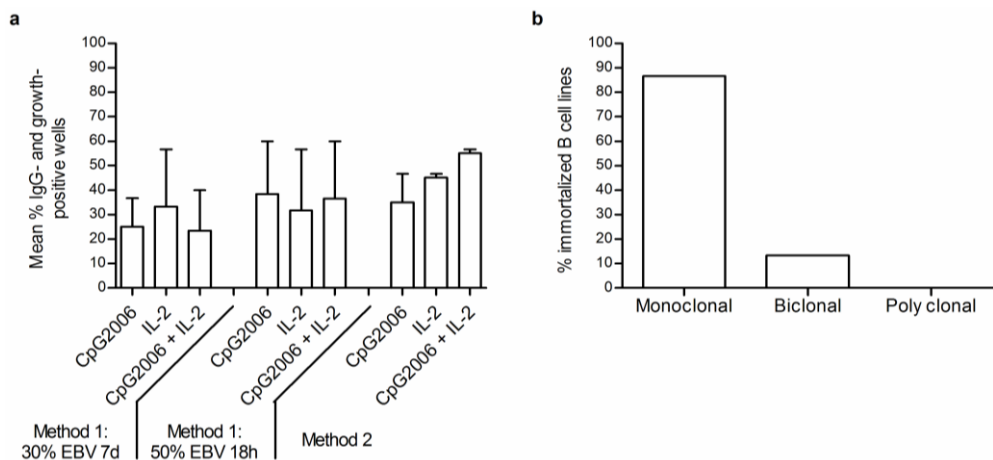 a
Mean % IgG- and growth-
positive wells
100
90
80
70
60
50
40
30
20
10
0
CpG2006
IL-2
CpG2006 + IL-2
CpG2006
IL-2
CpG2006 + IL-2
CpG2006
IL-2
CpG2006 + IL-2
Method 1:
30% EBV 7d
Method 1:
50% EBV 18h
Method 2
b
% immortalized B cell lines
100
90
80
70
60
50
40
30
20
10
0
Monoclonal
Biclonal
Poly clonal